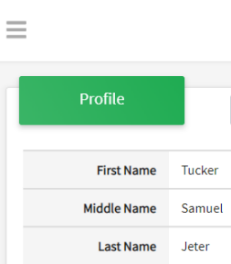 Profile
First Name Tucker
Middle Name Samuel
Last Name Jeter